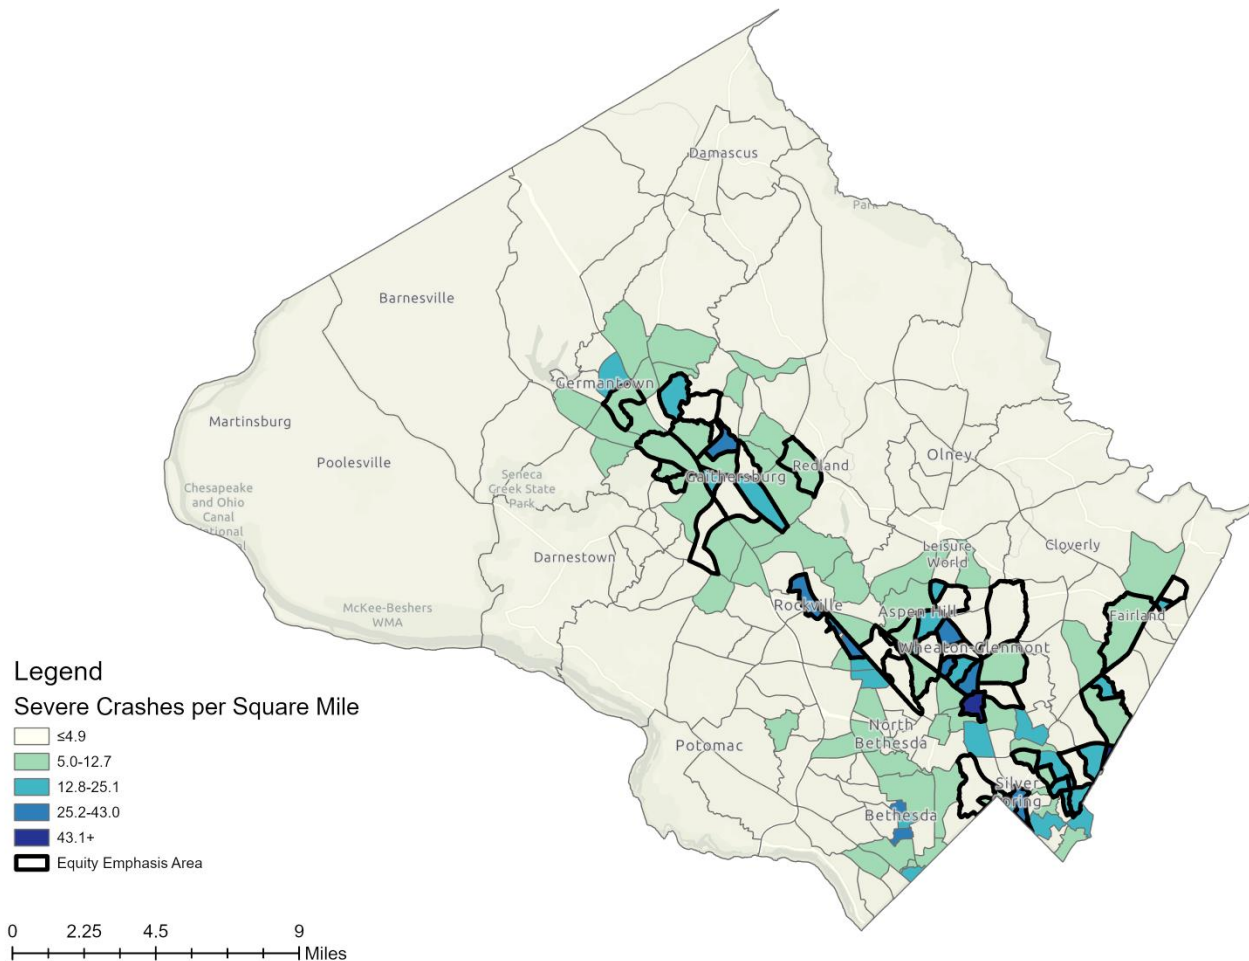 Damascus
Park
Barnesville
Germantown
Martinsburg
Olney
Poolesville
Redland
Gaithersburg
Seneca
Creek State
Park
Chesapeake
and Ohio
Canal
Cloverly
Leisure
World
Darnestown
McKee-Beshers
WMA
Rockville
Aspen Hill
Fairland
Wheaton-Glenmont
North
Bethesda
Potomac
Silver
Bethesda
Legend
Severe Crashes per Square Mile
≤4.9
5.0-12.7
12.8-25.1
25.2-43.0
43.1+
Equity Emphasis Area
0 2.25 4.5 9
Miles